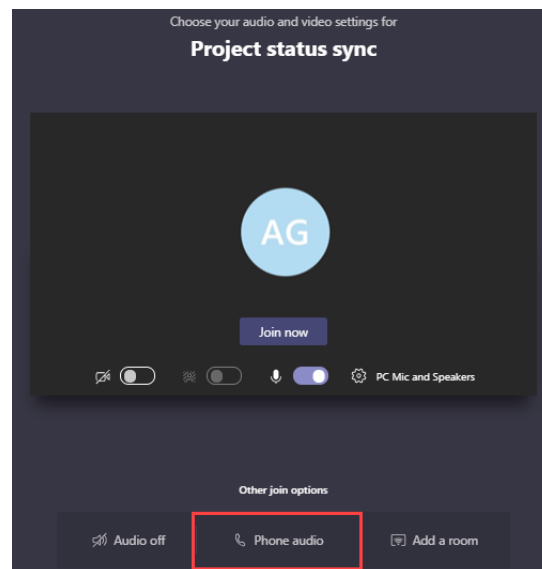 Choose your audio and video settings for
Project status sync
AG
Join now
PC Mic and Speakers
Other join options
Audio off
Phone audio
Add a room